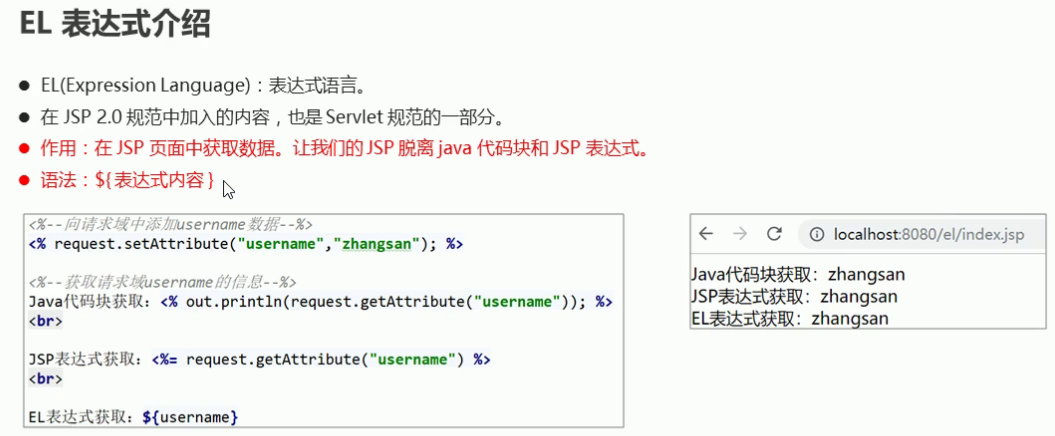 EL 表达式介绍
● EL(Expression Language)：表达式语言。
● 在 JSP 2.0 规范中加入的内容，也是 Servlet 规范的一部分。
● 作用：在 JSP 页面中获取数据。让我们的 JSP 脱离 java 代码块和 JSP 表达式。
● 语法：${ 表达式内容 }
<%--向请求域中添加username数据--%>
<% request.setAttribute("username","zhangsan"); %>
<%--获取请求域username的信息--%>
Java代码块获取：<% out.println(request.getAttribute("username")); %>
<br>
JSP表达式获取：<%= request.getAttribute("username") %>
<br>
EL表达式获取：${username}
localhost:8080/el/index.jsp
Java代码块获取：zhangsan
JSP表达式获取：zhangsan
EL表达式获取：zhangsan